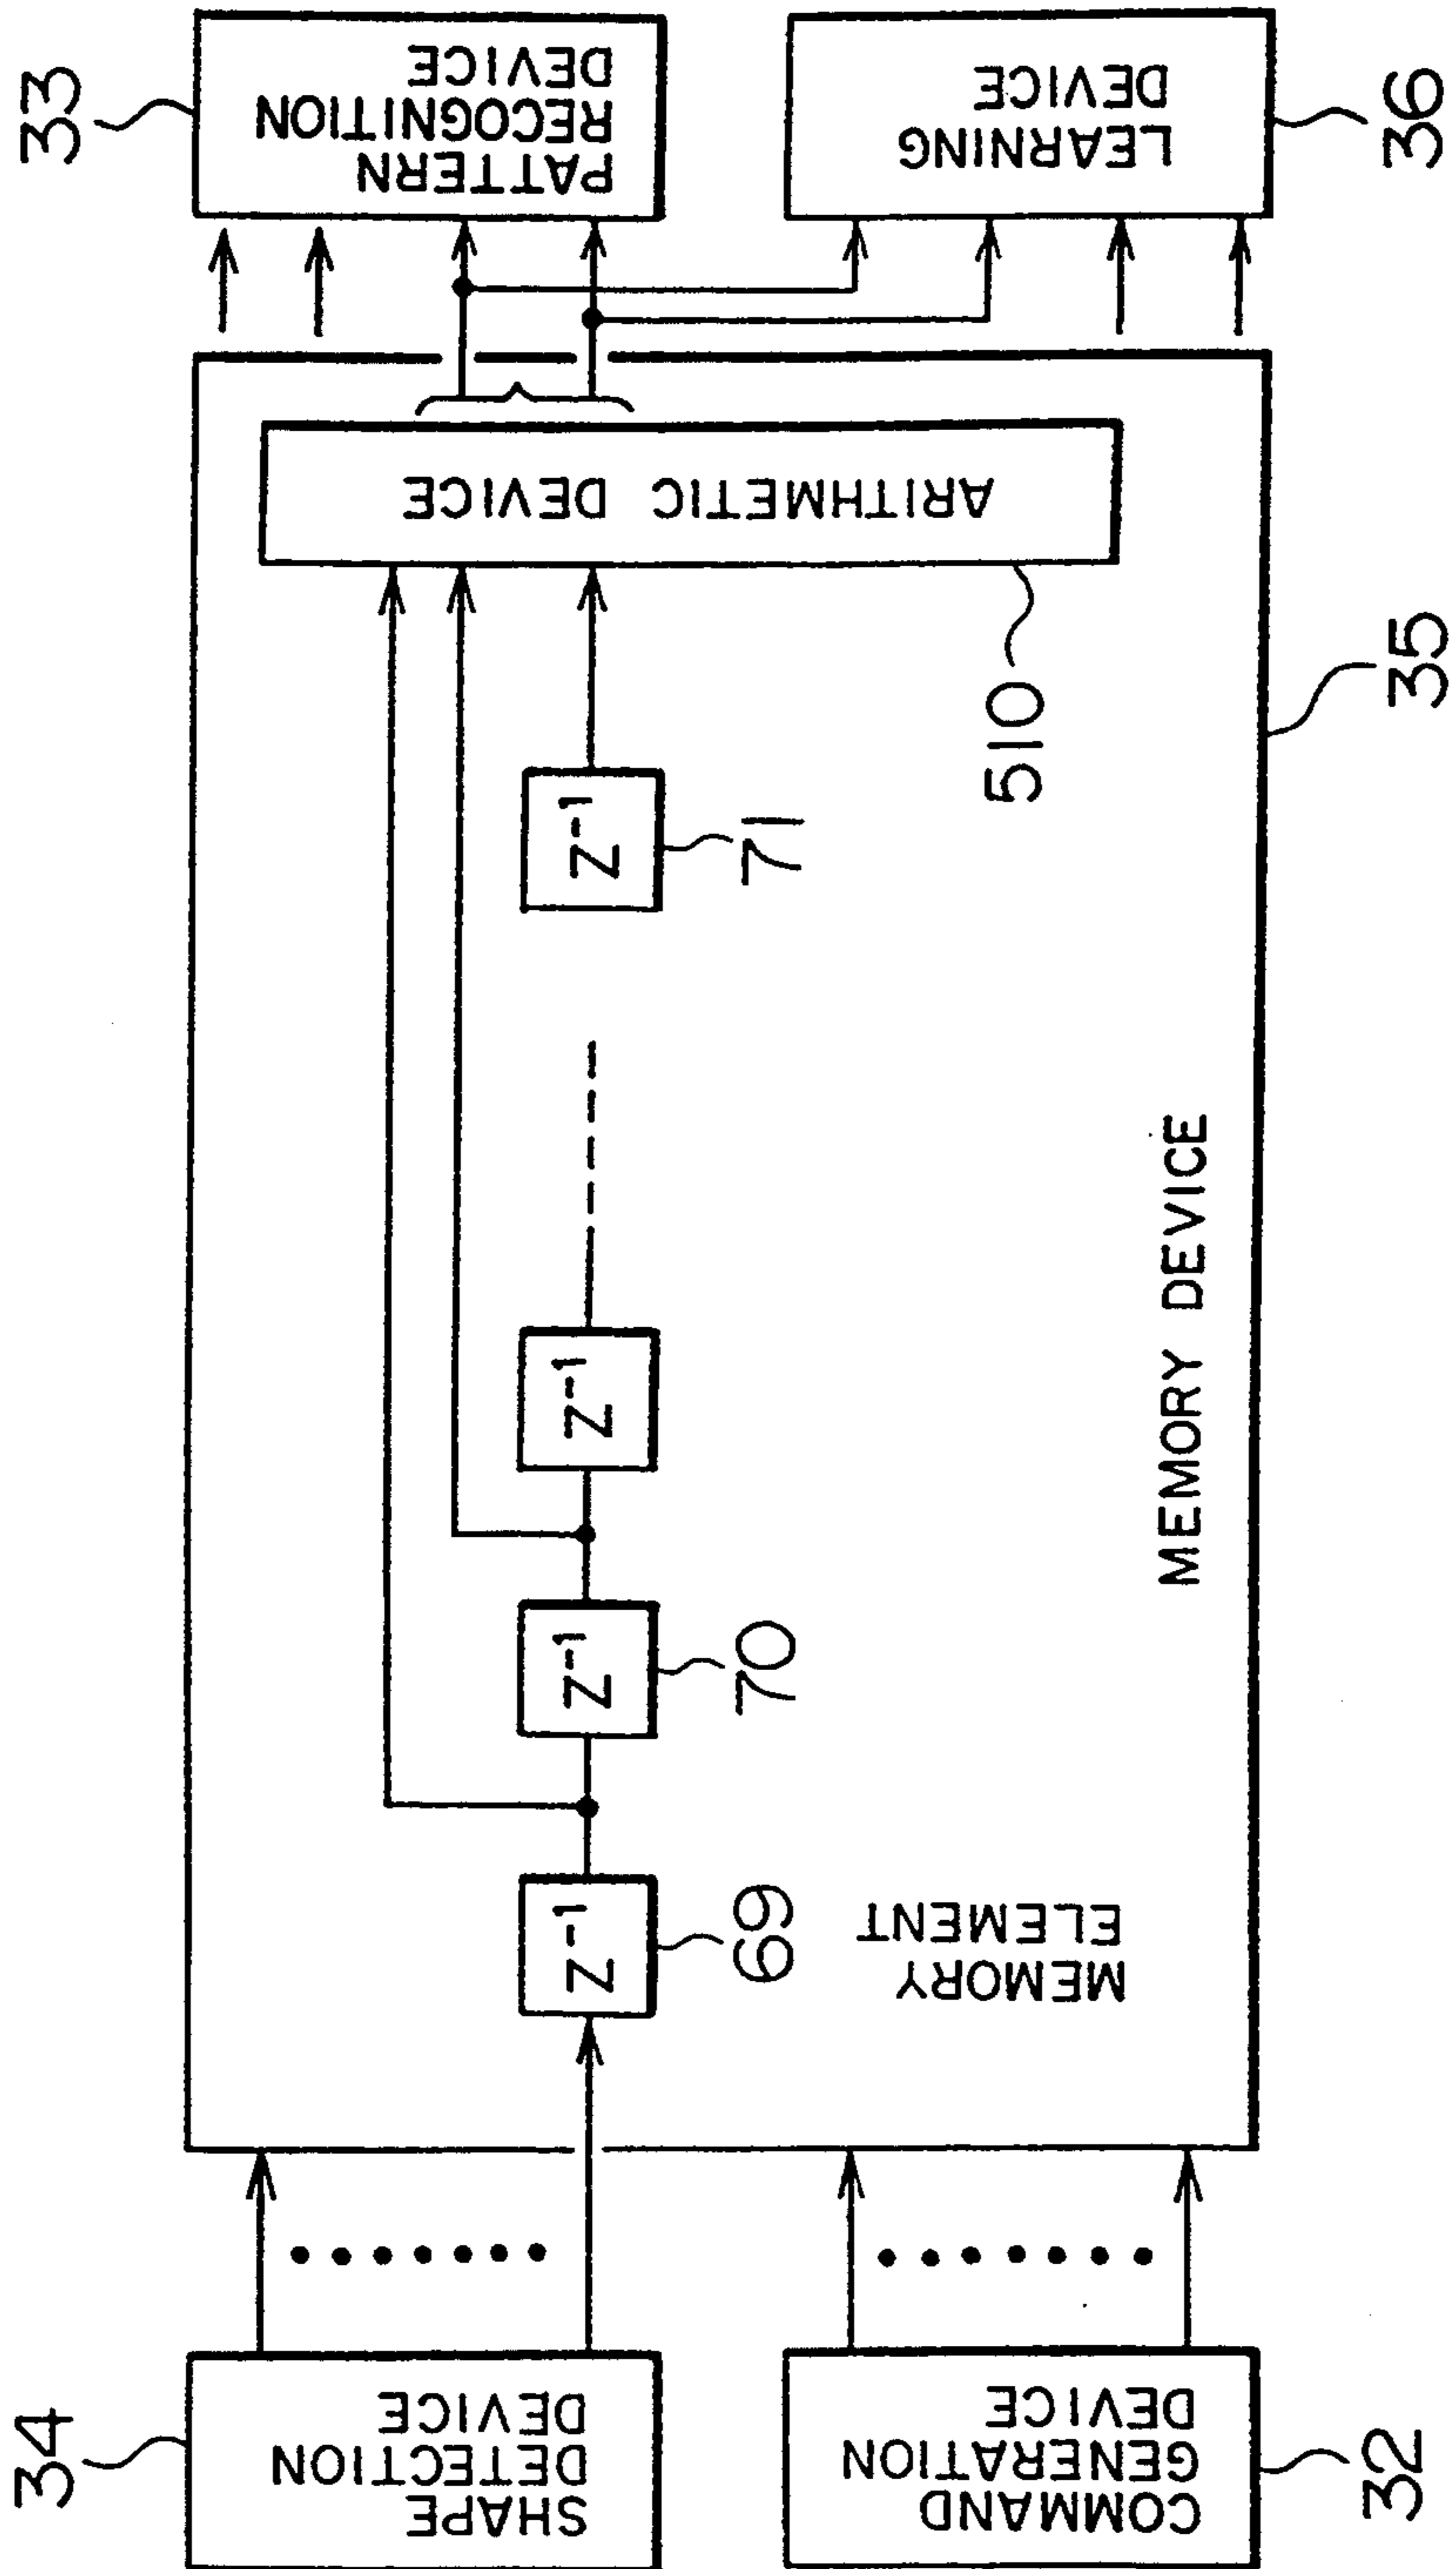 34
SHAPE
DETECTION
DEVICE
32
COMMAND
GENERATION
DEVICE
Z⁻¹
69
MEMORY
ELEMENT
Z⁻¹
70
Z⁻¹
MEMORY DEVICE
Z⁻¹
71
510
ARITHMETIC DEVICE
35
33
PATTERN
RECOGNITION
DEVICE
LEARNING
DEVICE
36